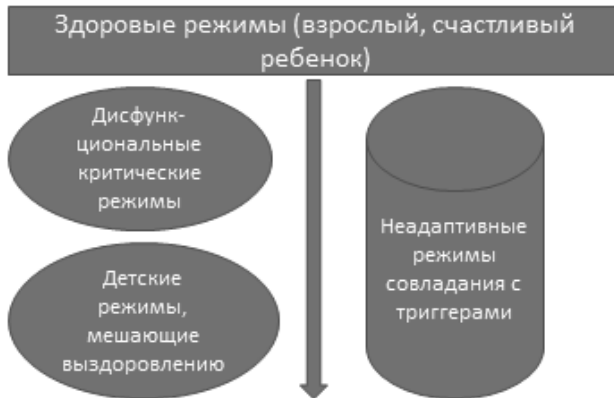 Здоровые режимы (взрослый, счастливый
ребенок)
Дисфунк-
циональные
критические
режимы
Детские
режимы,
мешающие
выздоровлению
Неадаптивные
режимы
совладания с
триггерами